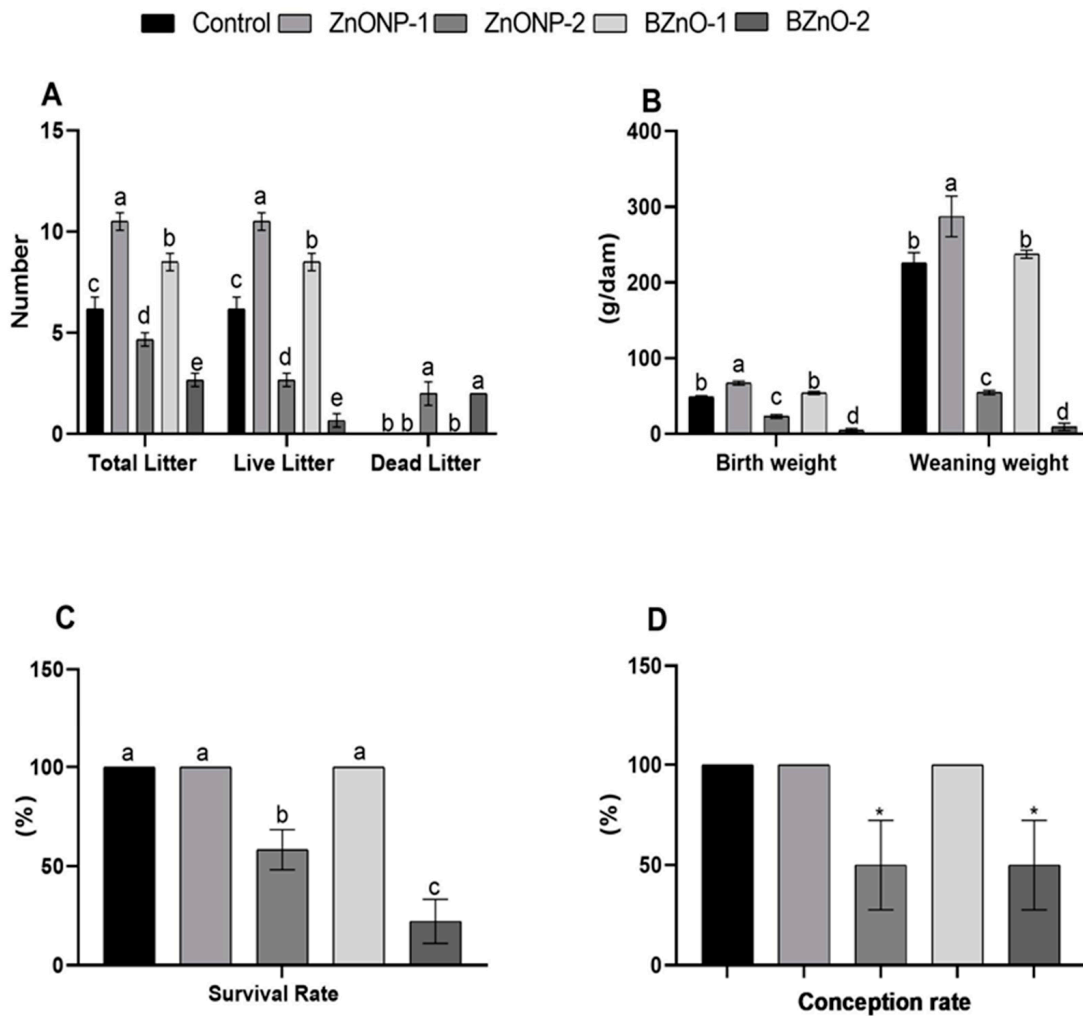 Control ZnONP-1 ZnONP-2 BZnO-1 BZnO-2
A
15
10
5
0
Number
c a d b e
c a d b e
b b a b a
Total Litter Live Litter Dead Litter
B
400
300
200
100
0
(g/dam)
b a c b d
b a c b d
Birth weight Weaning weight
C
150
100
50
0
(%)
a a b a c
Survival Rate
D
150
100
50
0
(%)
* *
Conception rate